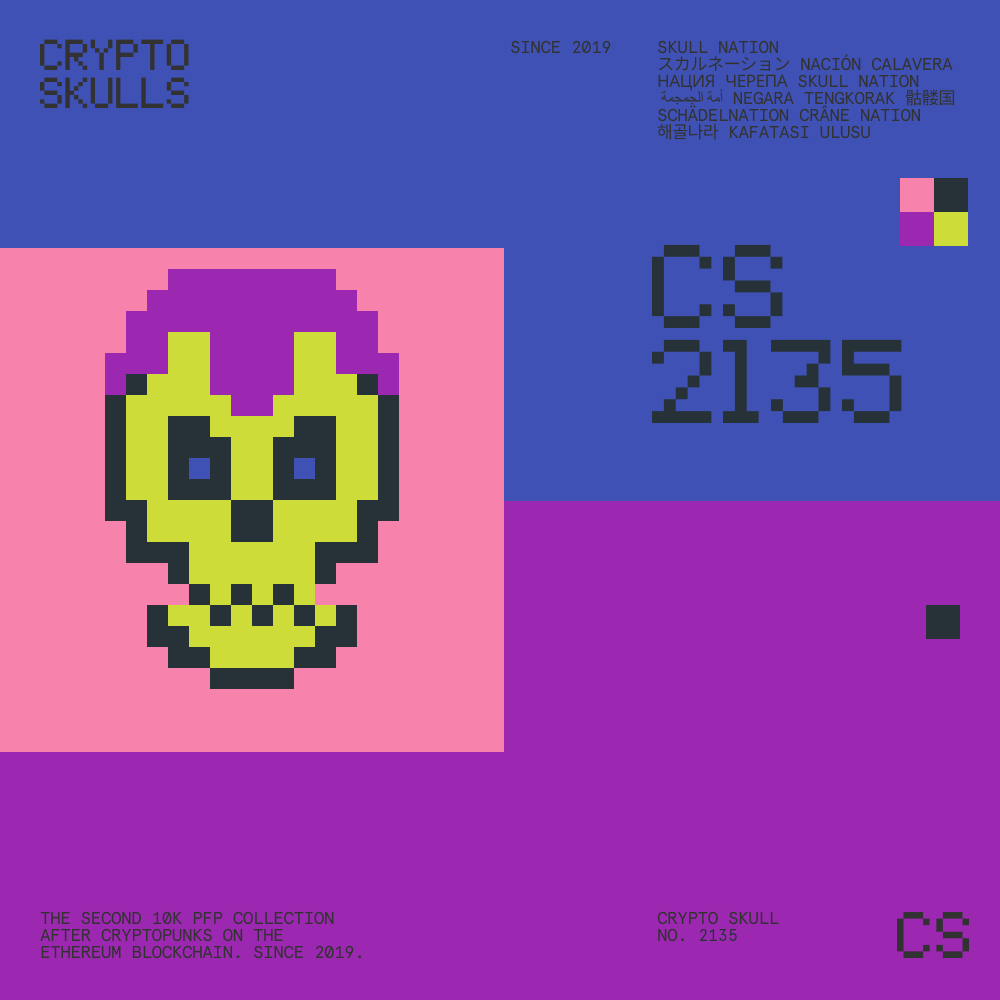 CRYPTO
SKULLS
SINCE 2019
SKULL NATION
スカルネーション NACIÓN CALAVERA
НАЦИЯ ЧЕРЕПА SKULL NATION
أمة الجمجمة NEGARA TENGKORAK 骷髅国
SCHÄDELNATION CRÂNE NATION
해골나라 KAFATASI ULUSU
CS
2135
THE SECOND 10K PFP COLLECTION
AFTER CRYPTOPUNKS ON THE
ETHEREUM BLOCKCHAIN. SINCE 2019.
CRYPTO SKULL
NO. 2135
CS